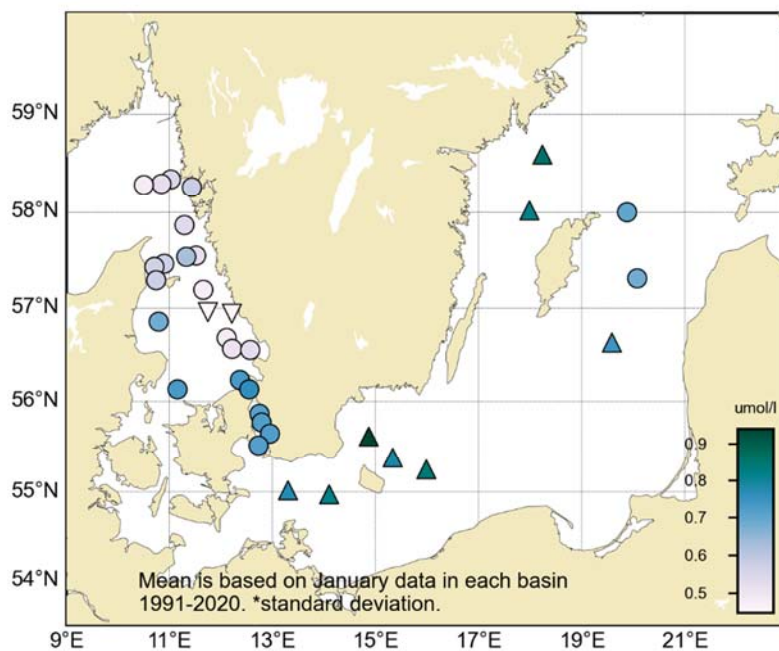 59°N
58°N
57°N
56°N
55°N
54°N
umol/l
0.9
0.8
0.7
0.6
0.5
Mean is based on January data in each basin
1991-2020. *standard deviation.
9°E 11°E 13°E 15°E 17°E 19°E 21°E